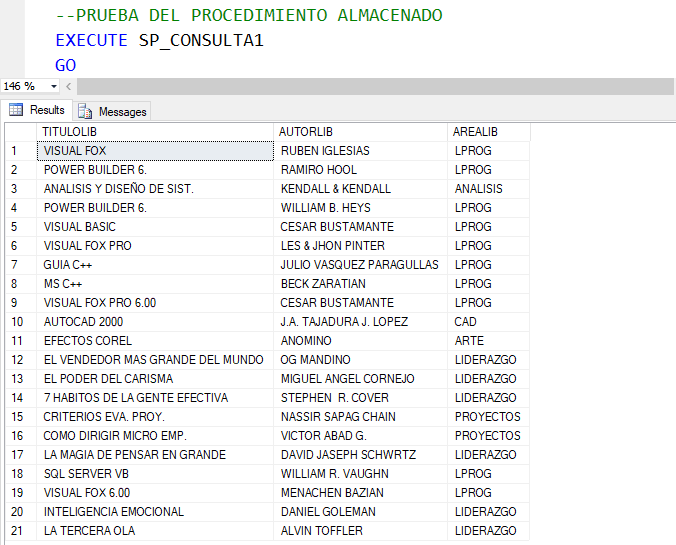 --PRUEBA DEL PROCEDIMIENTO ALMACENADO
EXECUTE SP_CONSULTA1
GO
146 %
Results Messages
TITULOLIB AUTORLIB AREALIB
1 VISUAL FOX RUBEN IGLESIAS LPROG
2 POWER BUILDER 6. RAMIRO HOOL LPROG
3 ANALISIS Y DISEÑO DE SIST. KENDALL & KENDALL ANALISIS
4 POWER BUILDER 6. WILLIAM B. HEYS LPROG
5 VISUAL BASIC CESAR BUSTAMANTE LPROG
6 VISUAL FOX PRO LES & JHON PINTER LPROG
7 GUIA C++ JULIO VASQUEZ PARAGULLAS LPROG
8 MS C++ BECK ZARATIAN LPROG
9 VISUAL FOX PRO 6.00 CESAR BUSTAMANTE LPROG
10 AUTOCAD 2000 J.A. TAJADURA J. LOPEZ CAD
11 EFECTOS COREL ANOMINO ARTE
12 EL VENDEDOR MAS GRANDE DEL MUNDO OG MANDINO LIDERAZGO
13 EL PODER DEL CARISMA MIGUEL ANGEL CORNEJO LIDERAZGO
14 7 HABITOS DE LA GENTE EFECTIVA STEPHEN R. COVER LIDERAZGO
15 CRITERIOS EVA. PROY. NASSIR SAPAG CHAIN PROYECTOS
16 COMO DIRIGIR MICRO EMP. VICTOR ABAD G. PROYECTOS
17 LA MAGIA DE PENSAR EN GRANDE DAVID JASEPH SCHWRTZ LIDERAZGO
18 SQL SERVER VB WILLIAM R. VAUGHN LPROG
19 VISUAL FOX 6.00 MENACHEN BAZIAN LPROG
20 INTELIGENCIA EMOCIONAL DANIEL GOLEMAN LIDERAZGO
21 LA TERCERA OLA ALVIN TOFFLER LIDERAZGO